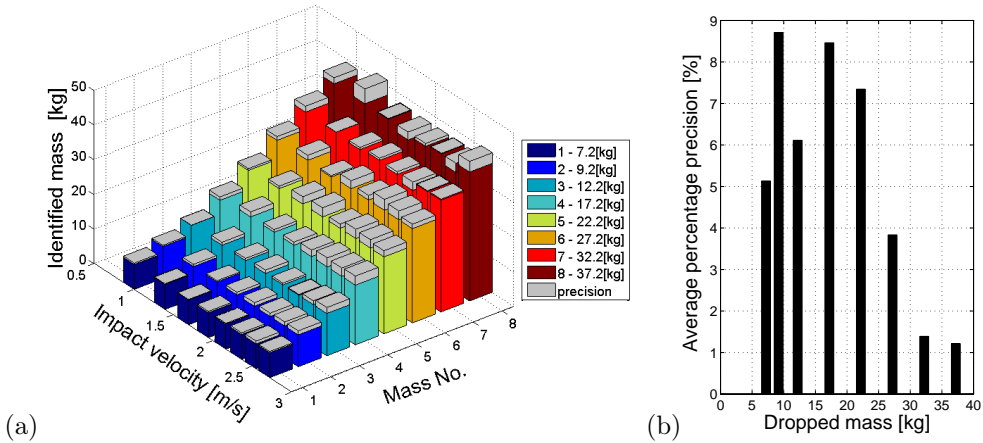 Identified mass [kg]
50
40
30
20
10
0
0.5
1
1.5
2
2.5
3
Impact velocity [m/s]
1
2
3
4
5
6
7
8
Mass No.
1 - 7.2[kg]
2 - 9.2[kg]
3 - 12.2[kg]
4 - 17.2[kg]
5 - 22.2[kg]
6 - 27.2[kg]
7 - 32.2[kg]
8 - 37.2[kg]
precision
(a)
Average percentage precision [%]
9
8
7
6
5
4
3
2
1
0
0 5 10 15 20 25 30 35 40
Dropped mass [kg]
(b)